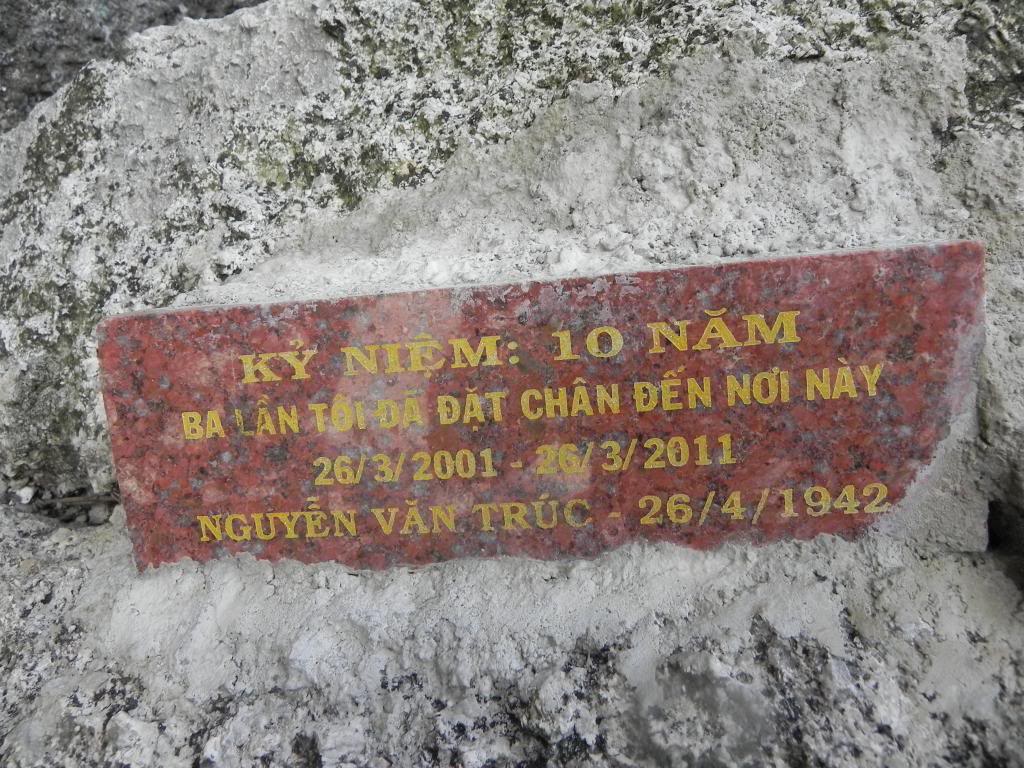 KỶ NIỆM: 10 NĂM
BA LẦN TÔI ĐÃ ĐẶT CHÂN ĐẾN NƠI NÀY
26/3/2001 - 26/3/2011
NGUYỄN VĂN TRÚC - 26/4/1942